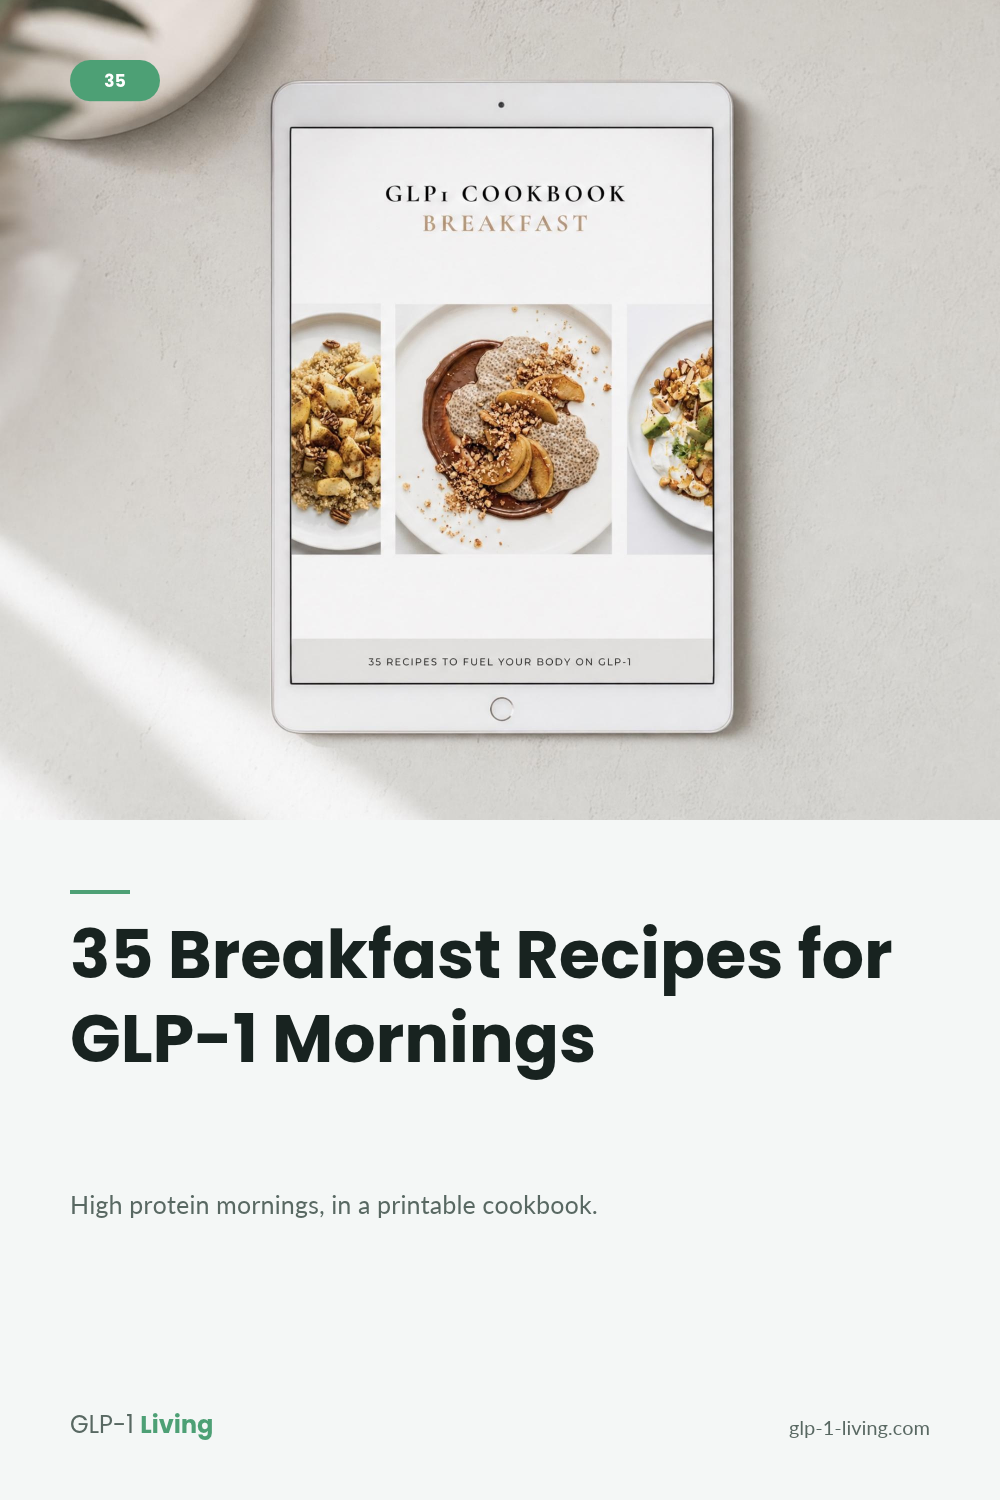 35
GLP1 COOKBOOK
BREAKFAST
35 RECIPES TO FUEL YOUR BODY ON GLP-1
35 Breakfast Recipes for
GLP-1 Mornings
High protein mornings, in a printable cookbook.
GLP-1 Living
glp-1-living.com